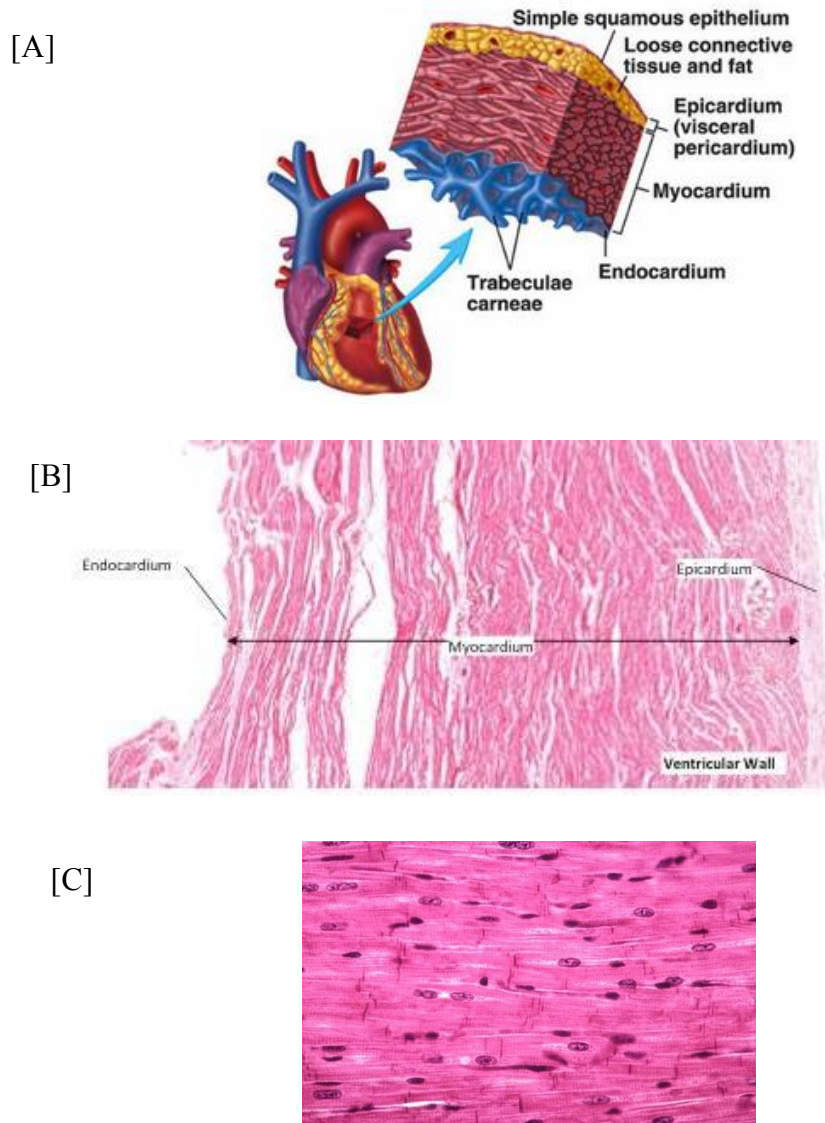 [A]
Simple squamous epithelium
Loose connective
tissue and fat
Epicardium
(visceral
pericardium)
Myocardium
Endocardium
Trabeculae
carneae
[B]
Endocardium
Epicardium
Myocardium
Ventricular Wall
[C]